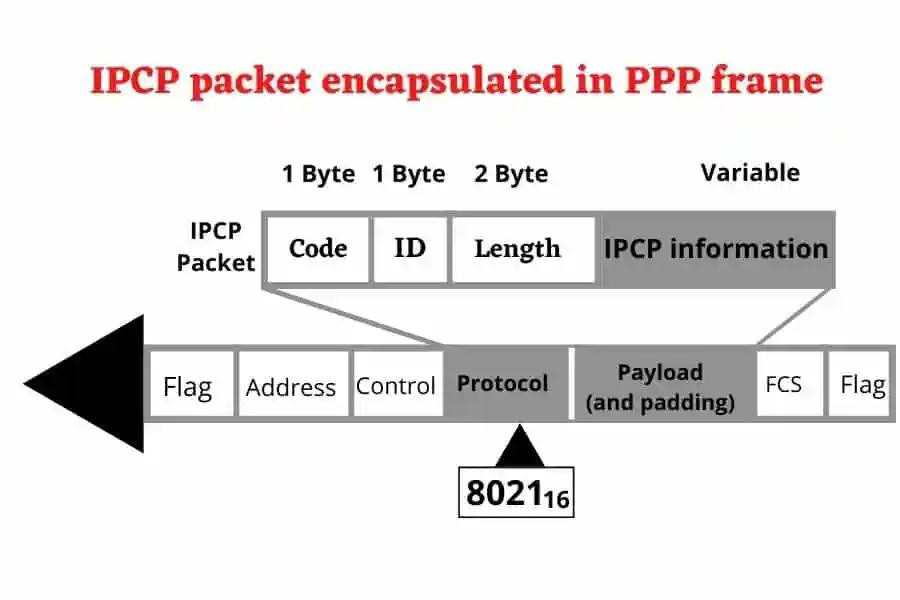 IPCP packet encapsulated in PPP frame
1 Byte 1 Byte 2 Byte Variable
IPCP
Packet
Code ID Length IPCP information
Flag Address Control Protocol Payload
(and padding) FCS Flag
8021₁₆